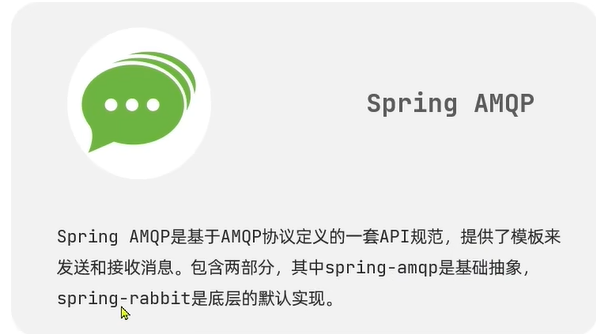 Spring AMQP
Spring AMQP是基于AMQP协议定义的一套API规范，提供了模板来
发送和接收消息。包含两部分，其中spring-amqp是基础抽象，
spring-rabbit是底层的默认实现。